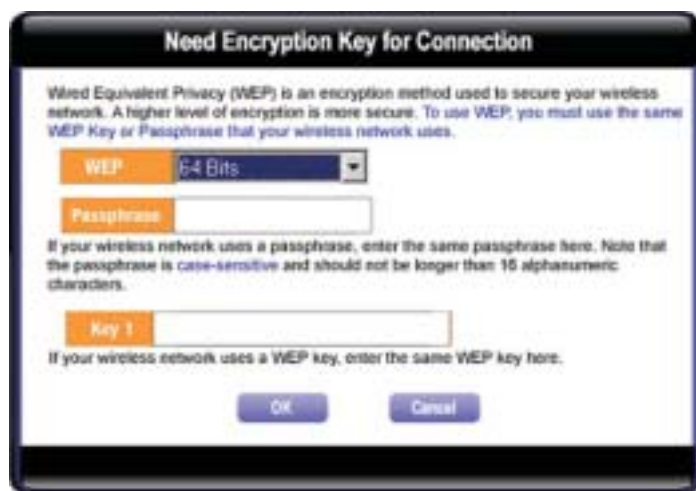 Need Encryption Key for Connection
Wired Equivalent Privacy (WEP) is an encryption method used to secure your wireless
network. A higher level of encryption is more secure. To use WEP, you must use the same
WEP Key or Passphrase that your wireless network uses.
WEP 64 Bits
Passphrase
If your wireless network uses a passphrase, enter the same passphrase here. Note that
the passphrase is case-sensitive and should not be longer than 16 alphanumeric
characters.
Key 1
If your wireless network uses a WEP key, enter the same WEP key here.
OK Cancel